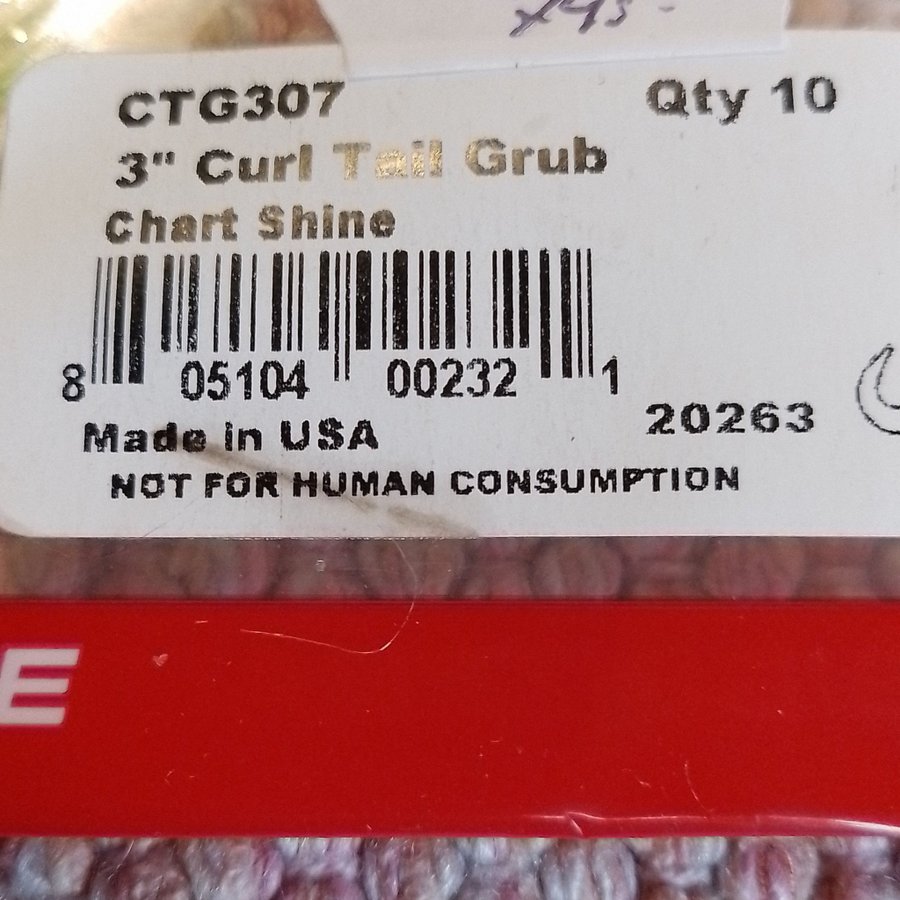 CTG307 Qty 10
3" Curl Tail Grub
Chart Shine
8 05104 00232 1
Made in USA 20263
NOT FOR HUMAN CONSUMPTION
E